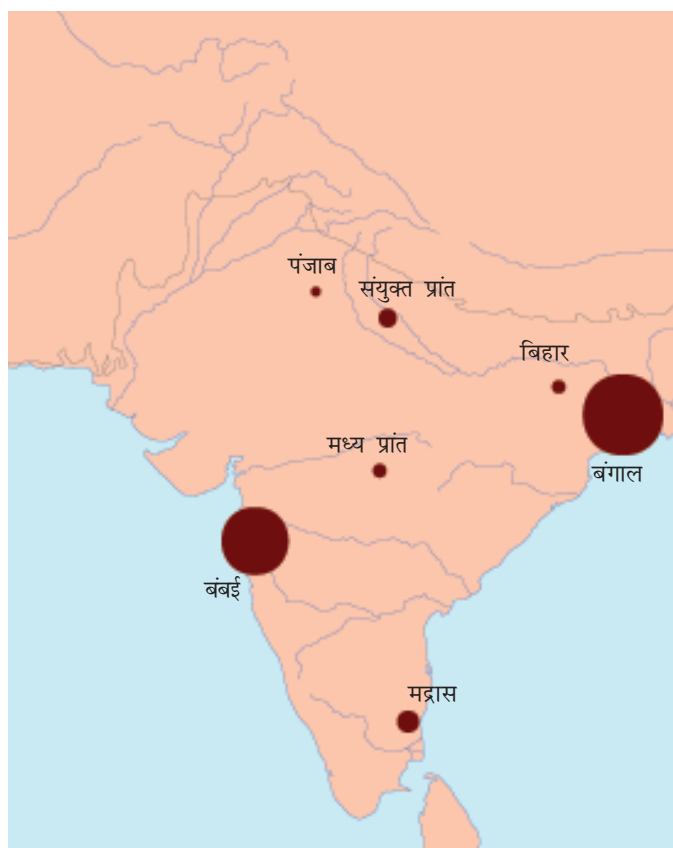 पंजाब
संयुक्त प्रांत
बिहार
मध्य प्रांत
बंगाल
बंबई
मद्रास